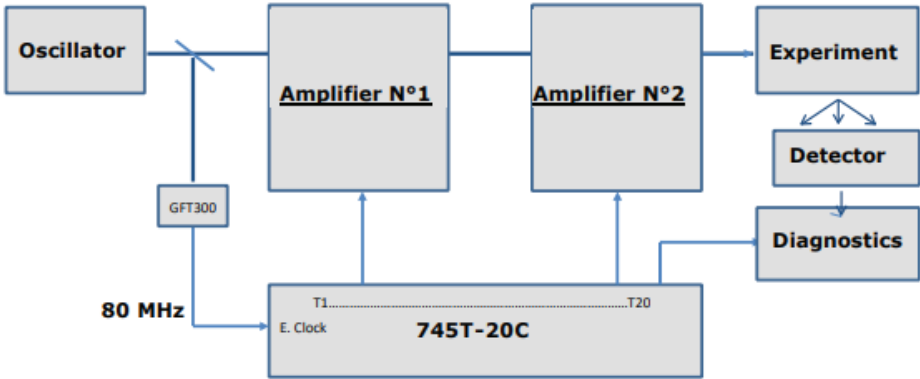 Oscillator
Experiment
Amplifier N°1
Amplifier N°2
Detector
GFT300
Diagnostics
80 MHz
T1..............................................................................................T20
E. Clock
745T-20C